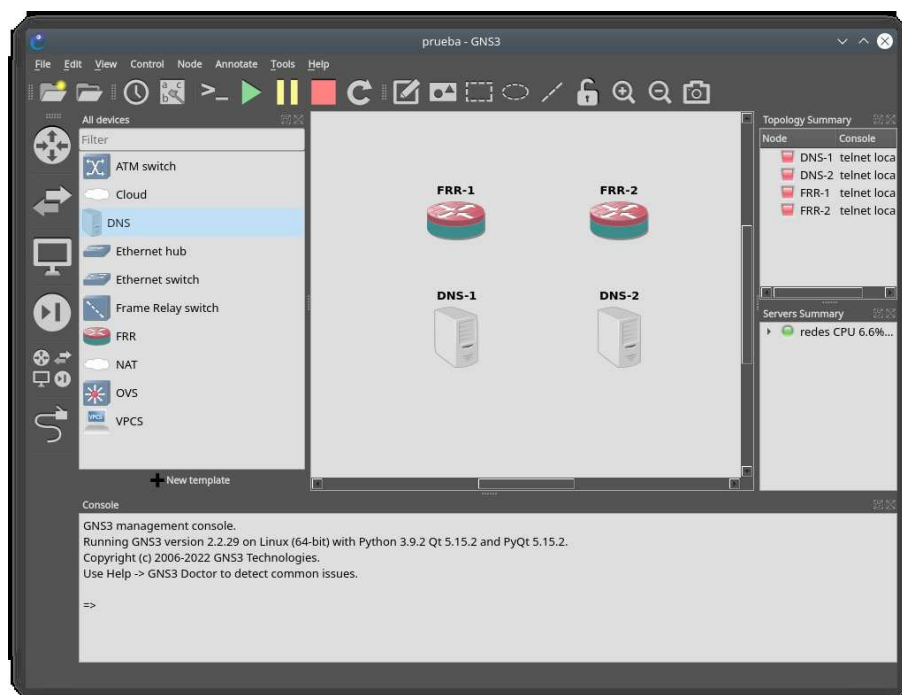 prueba - GNS3
File Edit View Control Node Annotate Tools Help
All devices
Filter
ATM switch
Cloud
DNS
Ethernet hub
Ethernet switch
Frame Relay switch
FRR
NAT
OVS
VPCS
New template
FRR-1
FRR-2
DNS-1
DNS-2
Topology Summary
Node Console
DNS-1 telnet loca
DNS-2 telnet loca
FRR-1 telnet loca
FRR-2 telnet loca
Servers Summary
redes CPU 6.6%...
Console
GNS3 management console.
Running GNS3 version 2.2.29 on Linux (64-bit) with Python 3.9.2 Qt 5.15.2 and PyQt 5.15.2.
Copyright (c) 2006-2022 GNS3 Technologies.
Use Help -> GNS3 Doctor to detect common issues.
=>